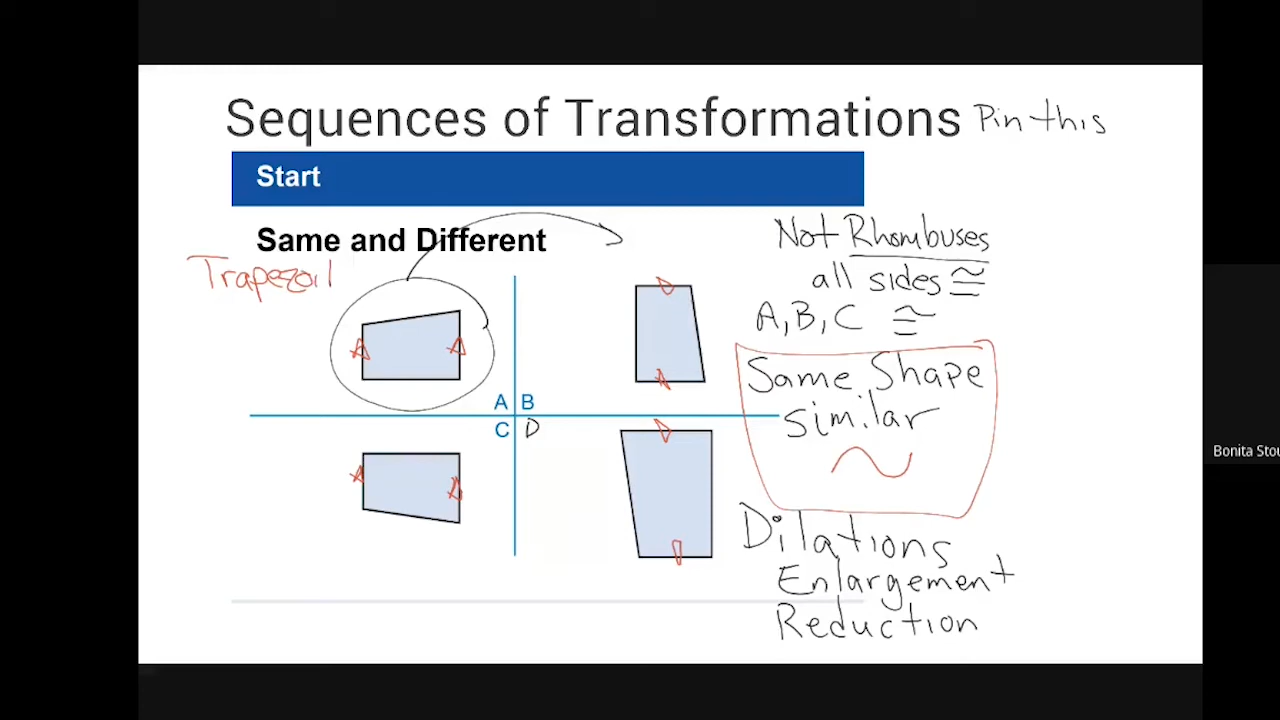 Sequences of Transformations Pin this
Start
Same and Different
Trapezoid
Not Rhombuses
all sides ≅
A, B, C ≅
Same Shape
similar
~
A B
C D
Dilations
Enlargement
Reduction
Bonita Stou